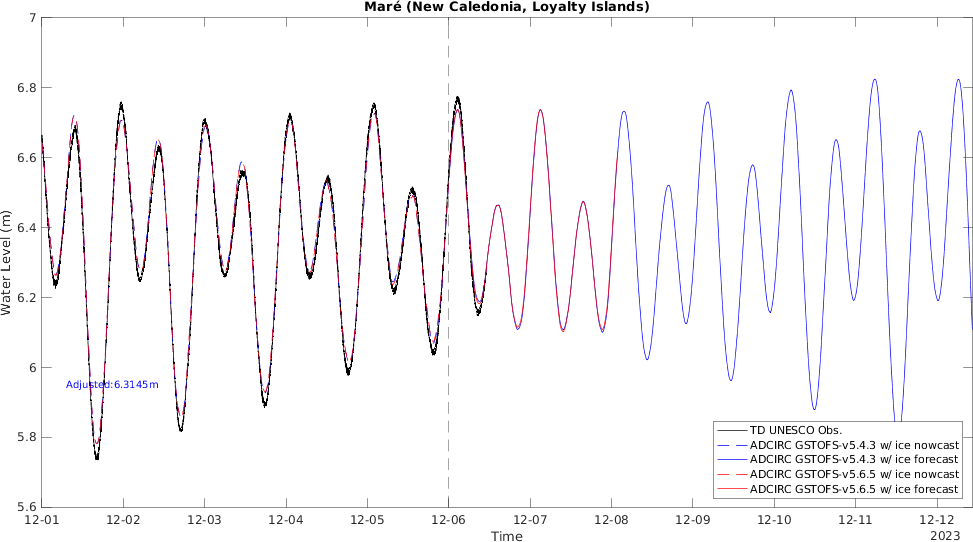 Maré (New Caledonia, Loyalty Islands)
7
6.8
6.6
6.4
6.2
6
5.8
5.6
Water Level (m)
Adjusted:6.3145m
TD UNESCO Obs.
ADCIRC GSTOFS-v5.4.3 w/ ice nowcast
ADCIRC GSTOFS-v5.4.3 w/ ice forecast
ADCIRC GSTOFS-v5.6.5 w/ ice nowcast
ADCIRC GSTOFS-v5.6.5 w/ ice forecast
12-01 12-02 12-03 12-04 12-05 12-06 12-07 12-08 12-09 12-10 12-11 12-12
Time
2023